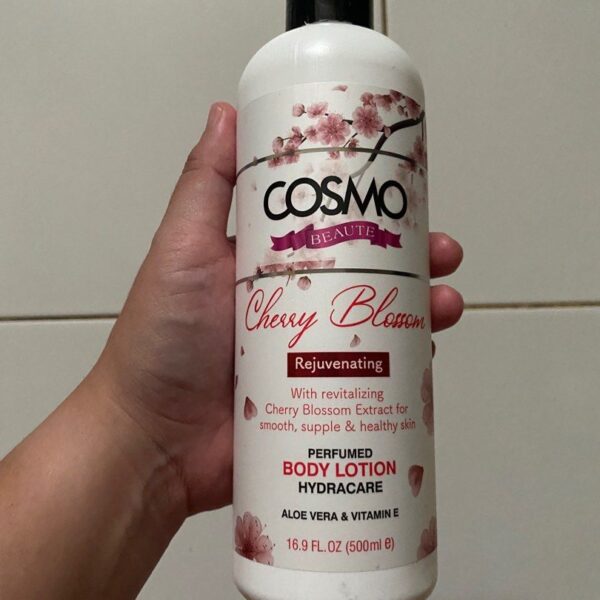 COSMO
BEAUTE
Cherry Blossom
Rejuvenating
With revitalizing
Cherry Blossom Extract for
smooth, supple & healthy skin
PERFUMED
BODY LOTION
HYDRACARE
ALOE VERA & VITAMIN E
16.9 FL.OZ (500ml e)